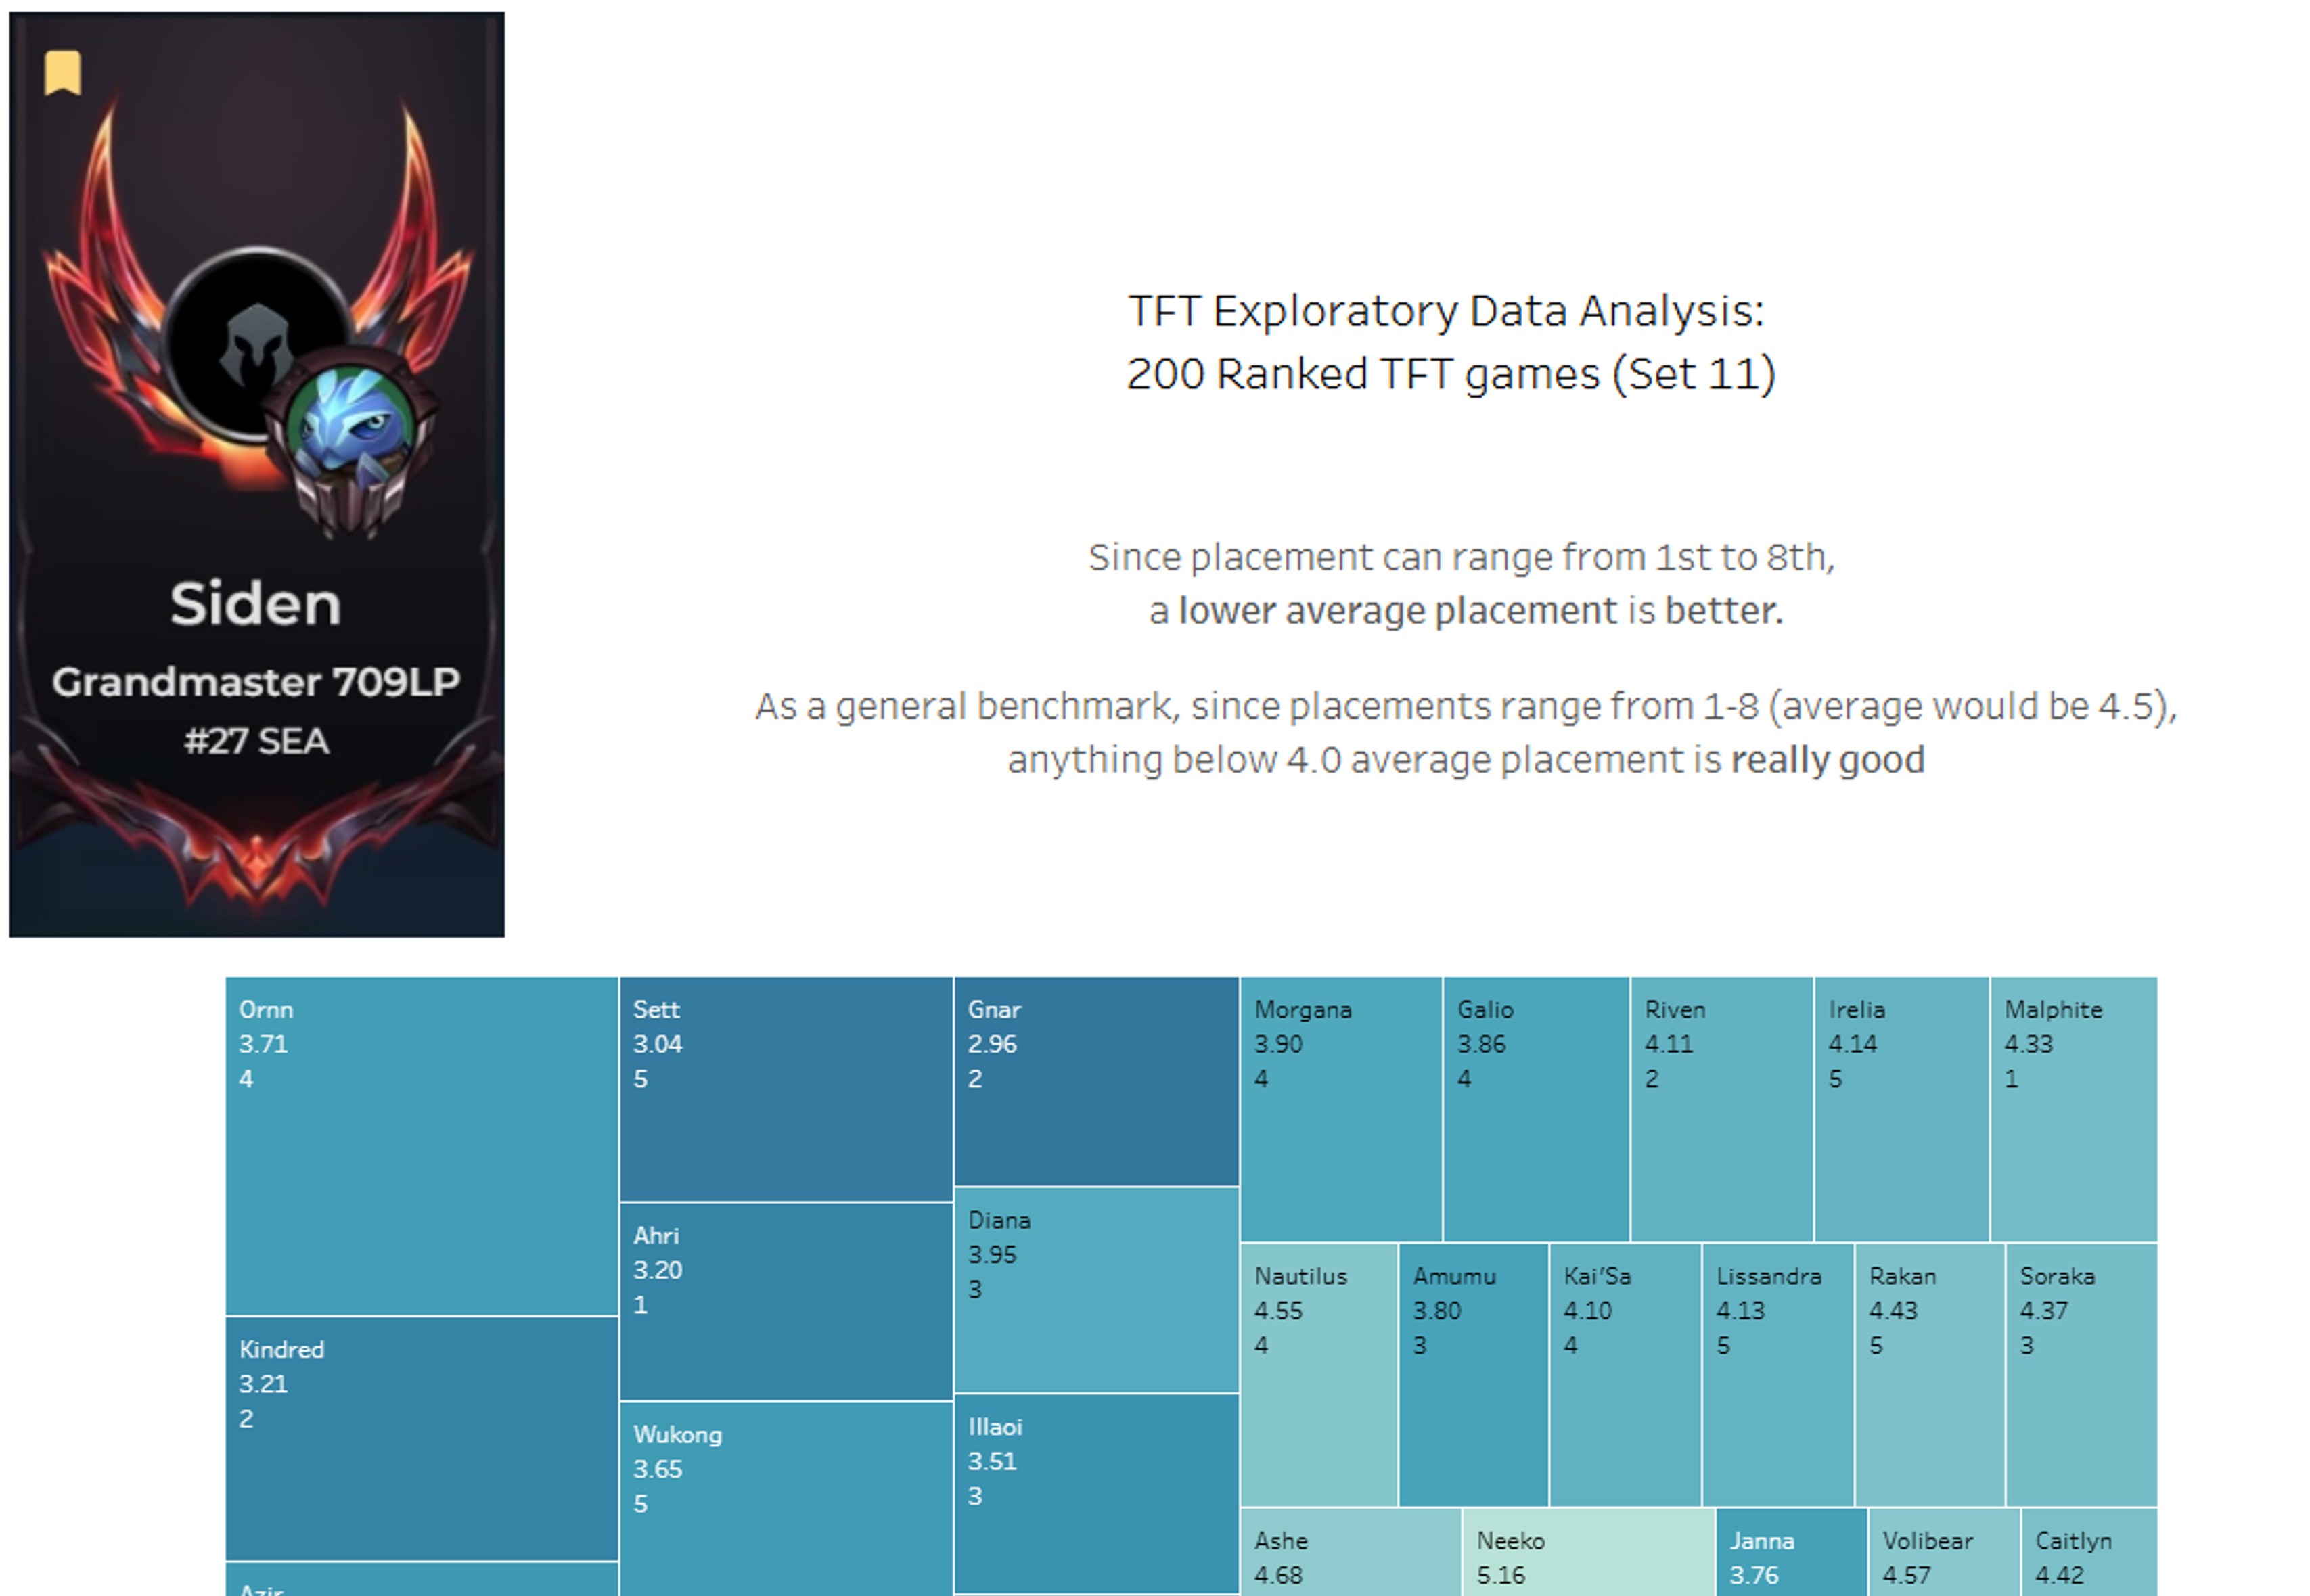 Siden
Grandmaster 709LP
#27 SEA
TFT Exploratory Data Analysis:
200 Ranked TFT games (Set 11)
Since placement can range from 1st to 8th,
a lower average placement is better.
As a general benchmark, since placements range from 1-8 (average would be 4.5),
anything below 4.0 average placement is really good
Ornn
3.71
4
Kindred
3.21
2
Azir
Sett
3.04
5
Ahri
3.20
1
Wukong
3.65
5
Gnar
2.96
2
Diana
3.95
3
Illaoi
3.51
3
Morgana
3.90
4
Galio
3.86
4
Riven
4.11
2
Irelia
4.14
5
Malphite
4.33
1
Nautilus
4.55
4
Amumu
3.80
3
Kai'Sa
4.10
4
Lissandra
4.13
5
Rakan
4.43
5
Soraka
4.37
3
Ashe
4.68
Neeko
5.16
Janna
3.76
Volibear
4.57
Caitlyn
4.42